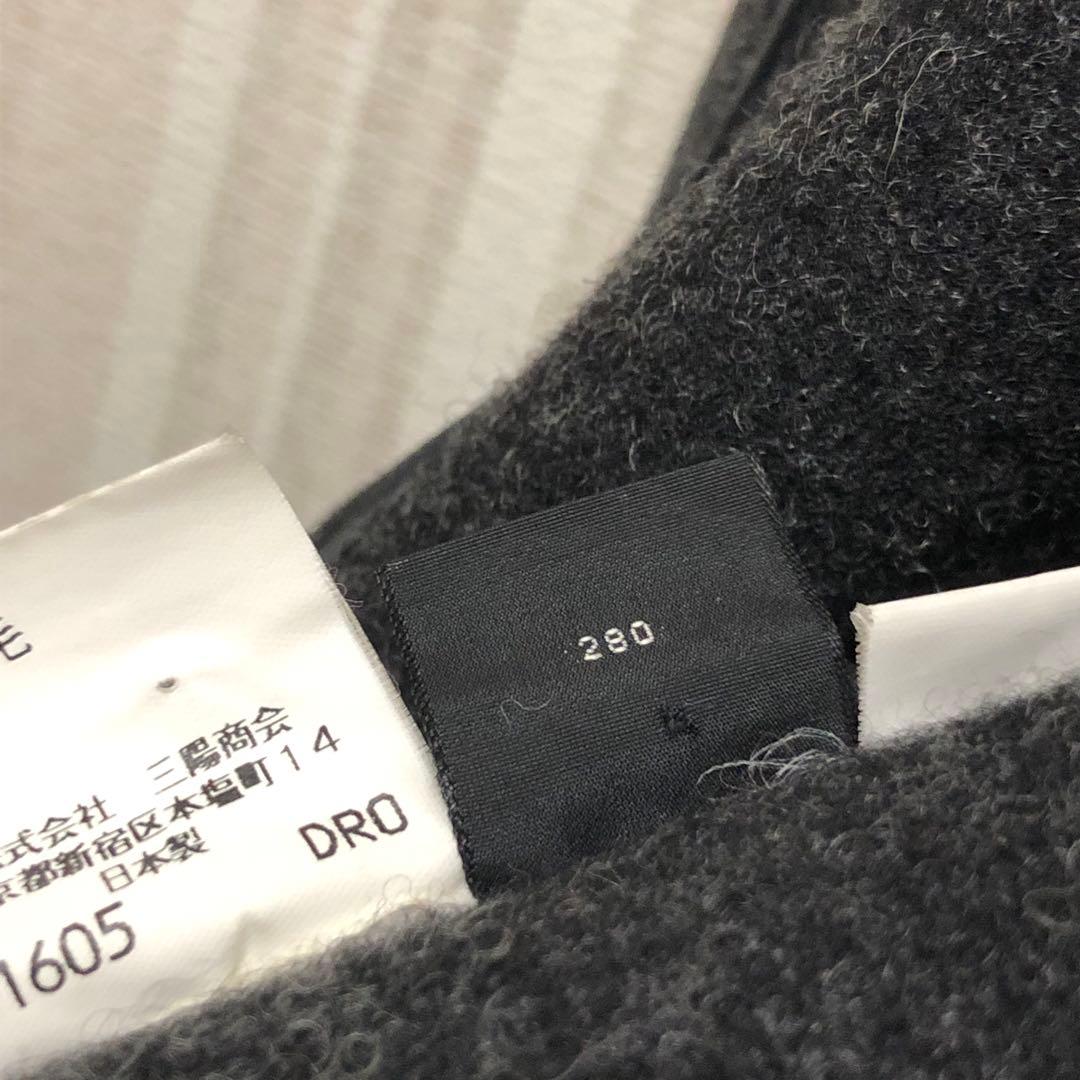 毛
式会社 三陽商会
京都新宿区本塩町14
日本製 DRO
1605
280